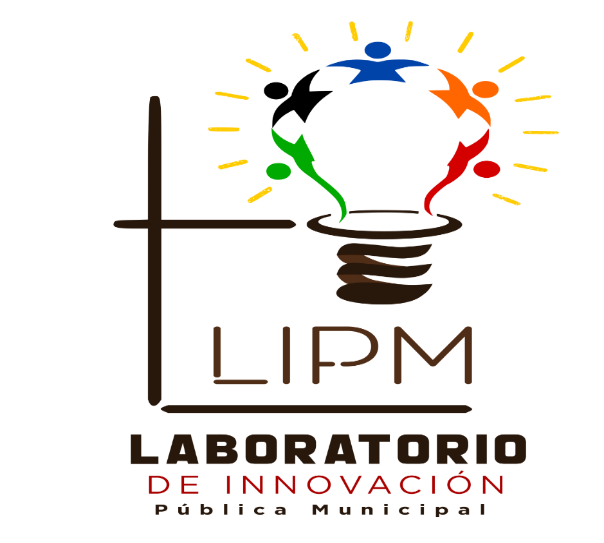 LIPM
LABORATORIO
DE INNOVACIÓN
Pública Municipal